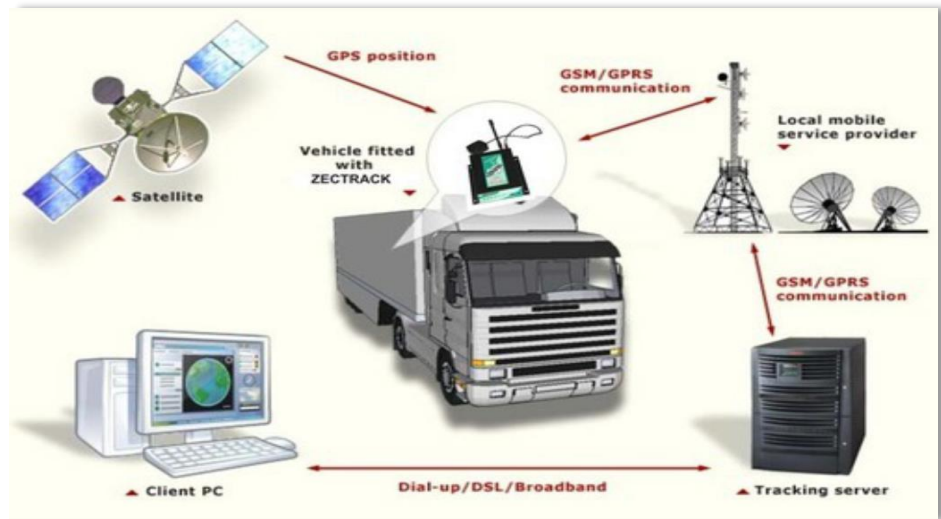 GPS position
GSM/GPRS
communication
Local mobile
service provider
Vehicle fitted
with
ZECTRACK
Satellite
GSM/GPRS
communication
Client PC
Dial-up/DSL/Broadband
Tracking server